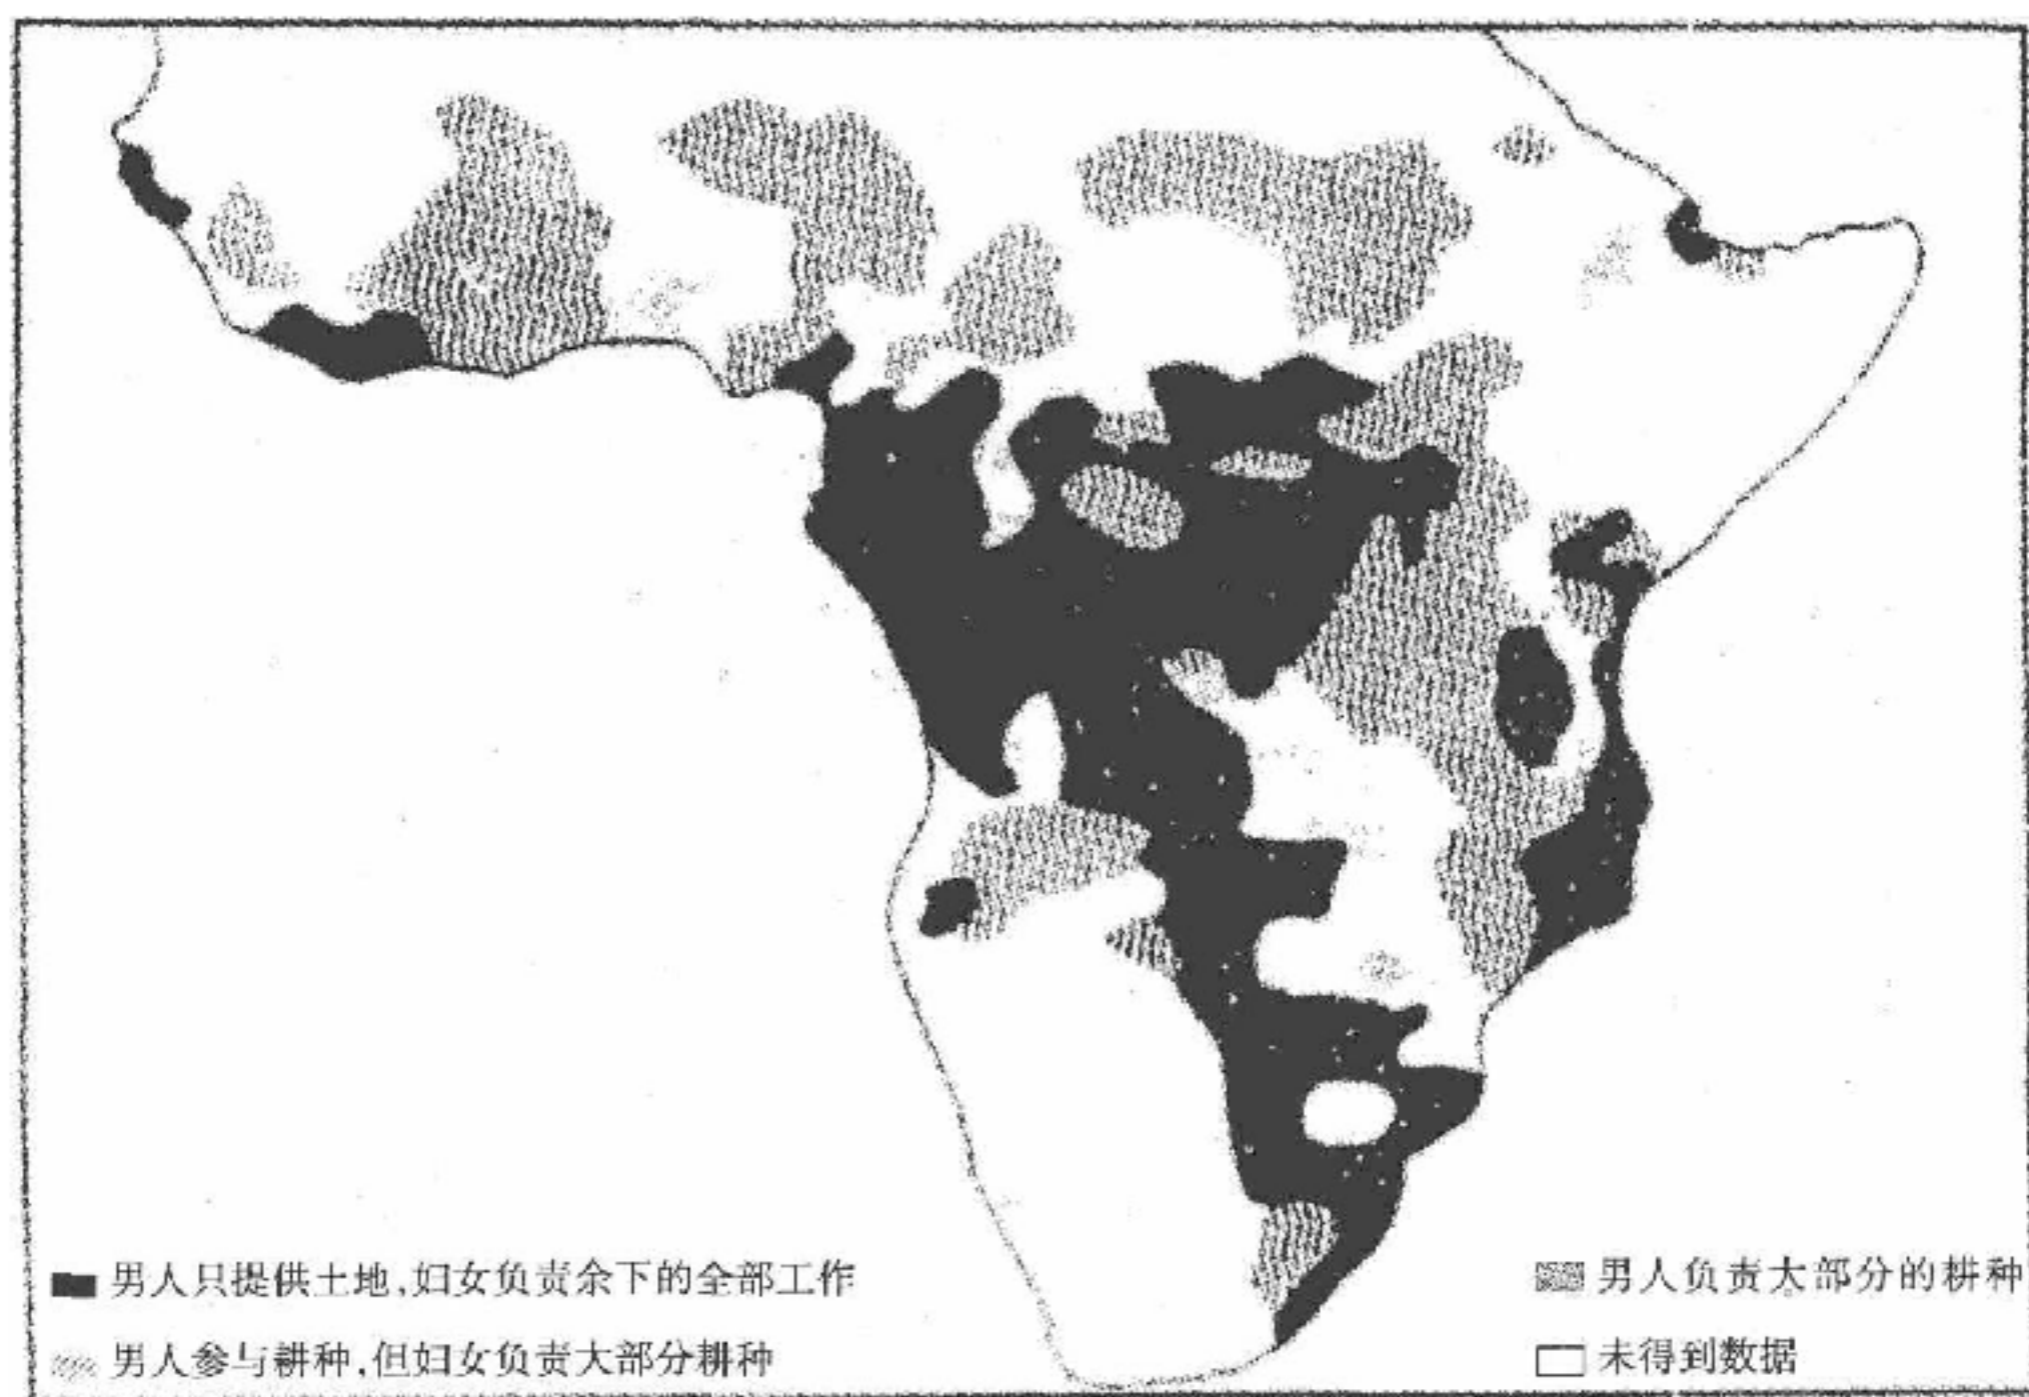 男人只提供土地,妇女负责余下的全部工作
男人参与耕种,但妇女负责大部分耕种
男人负责大部分的耕种
未得到数据